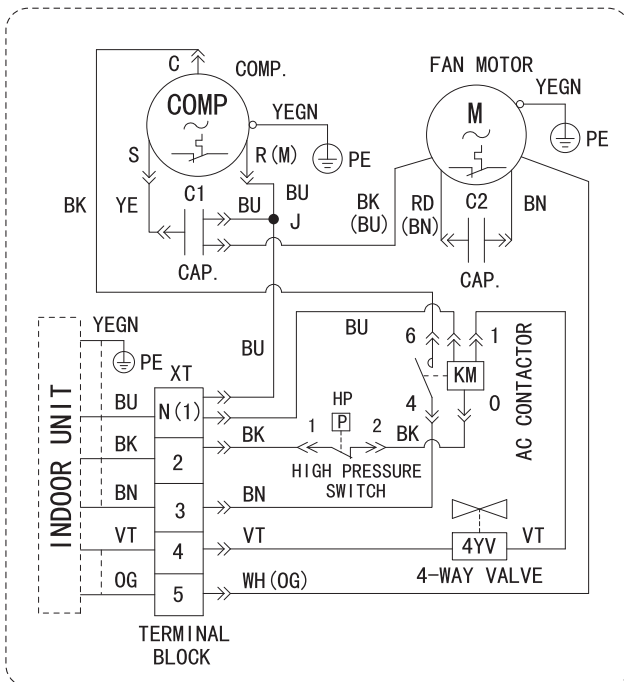 C
COMP.
FAN MOTOR
COMP
YEGN
M
YEGN
S
R(M)
PE
PE
BK
YE
C1
BU
BU
J
BK
(BU)
RD
(BN)
C2
BN
CAP.
CAP.
YEGN
PE
BU
BU
6
1
XT
KM
AC CONTACTOR
INDOOR UNIT
BU
N(1)
HP
4
0
BK
2
BK
1
P
2
BK
HIGH PRESSURE
SWITCH
BN
3
BN
VT
4
VT
4YV
VT
4-WAY VALVE
OG
5
WH(OG)
TERMINAL
BLOCK